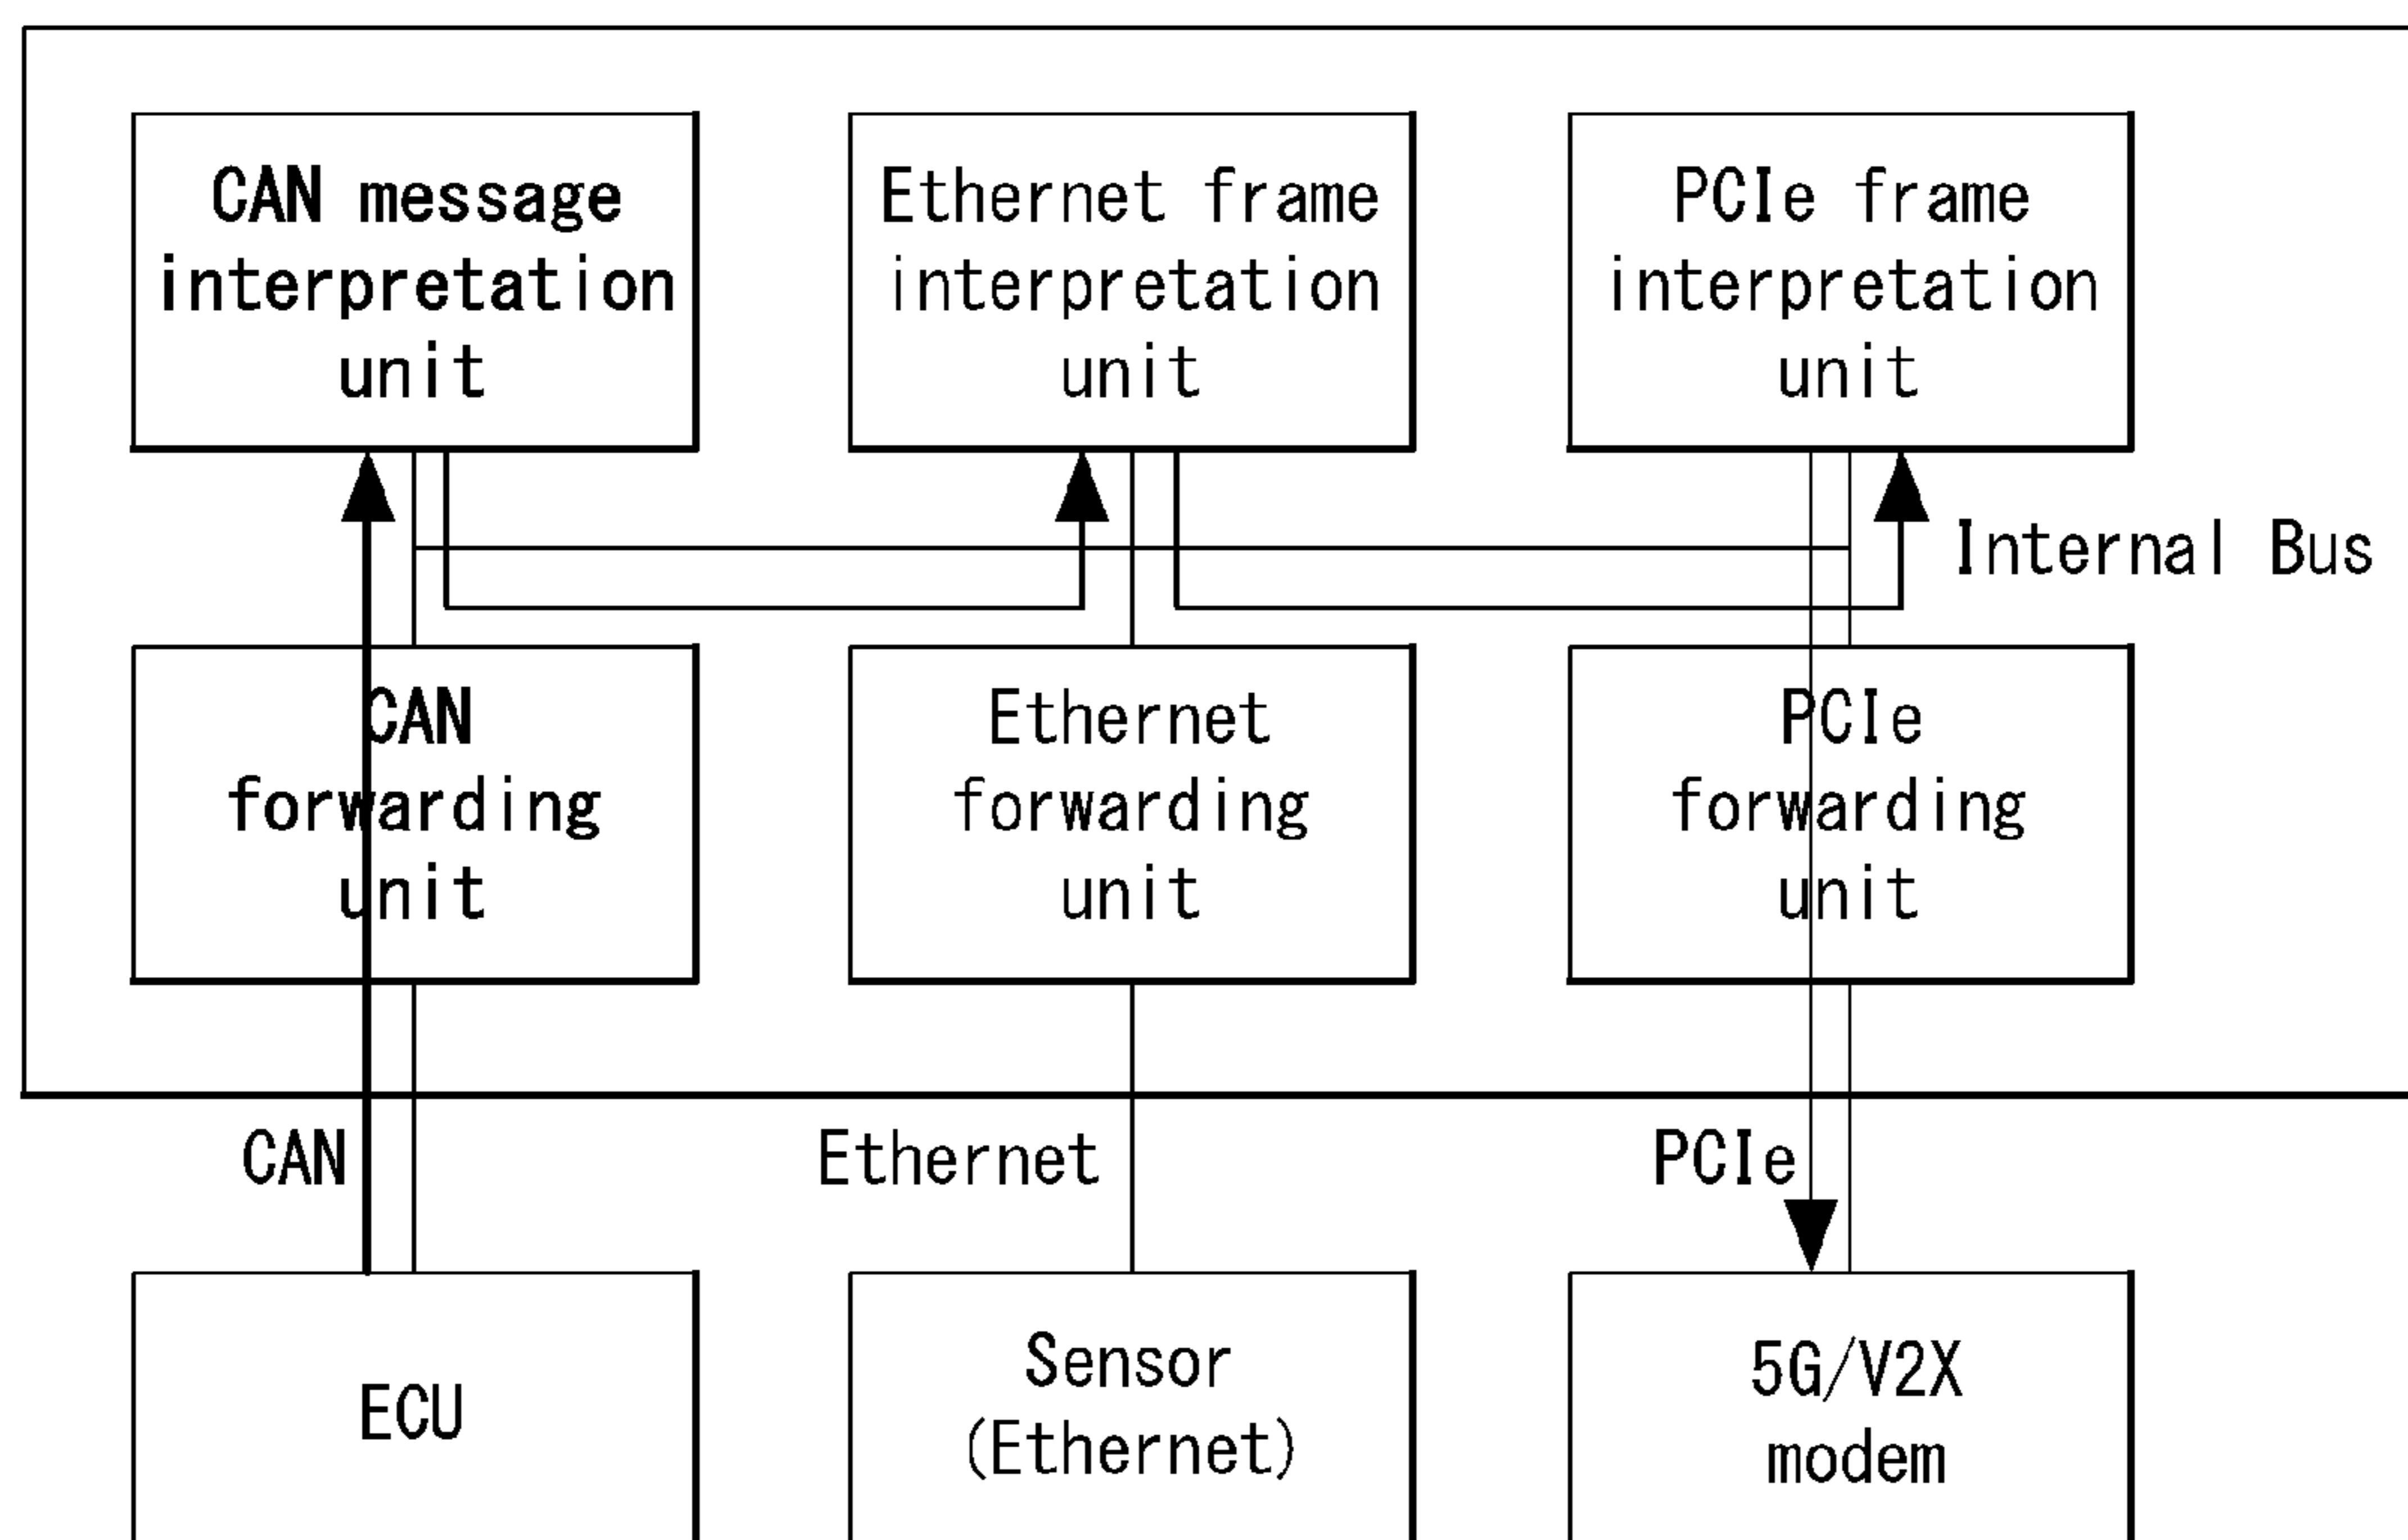 CAN message
interpretation
unit
Ethernet frame
interpretation
unit
PCIe frame
interpretation
unit
Internal Bus
CAN
forwarding
unit
Ethernet
forwarding
unit
PCIe
forwarding
unit
CAN
Ethernet
PCIe
ECU
Sensor
(Ethernet)
5G/V2X
modem